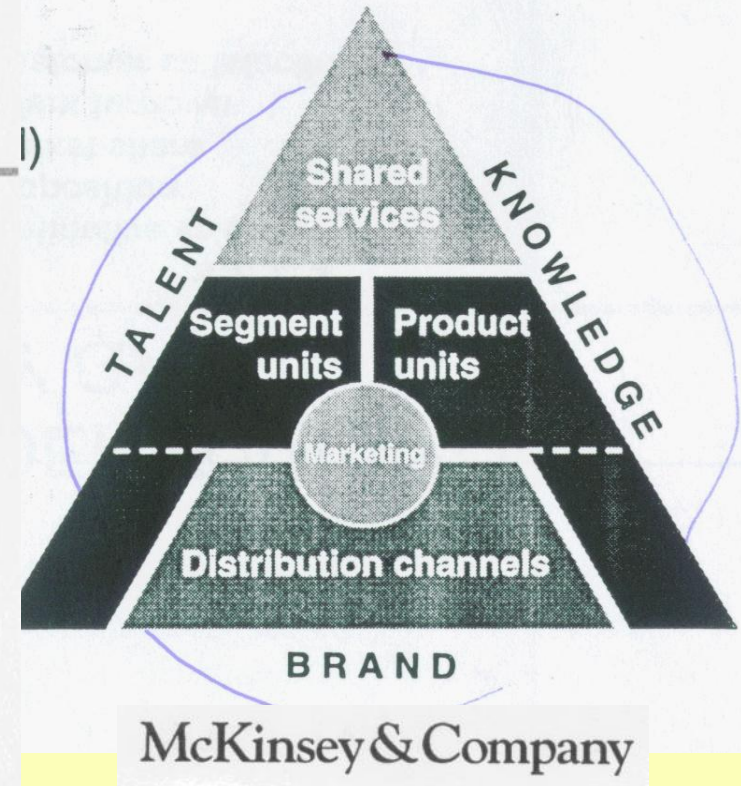 Shared
services
TALENT
KNOWLEDGE
Segment
units
Product
units
Marketing
Distribution channels
BRAND
McKinsey & Company